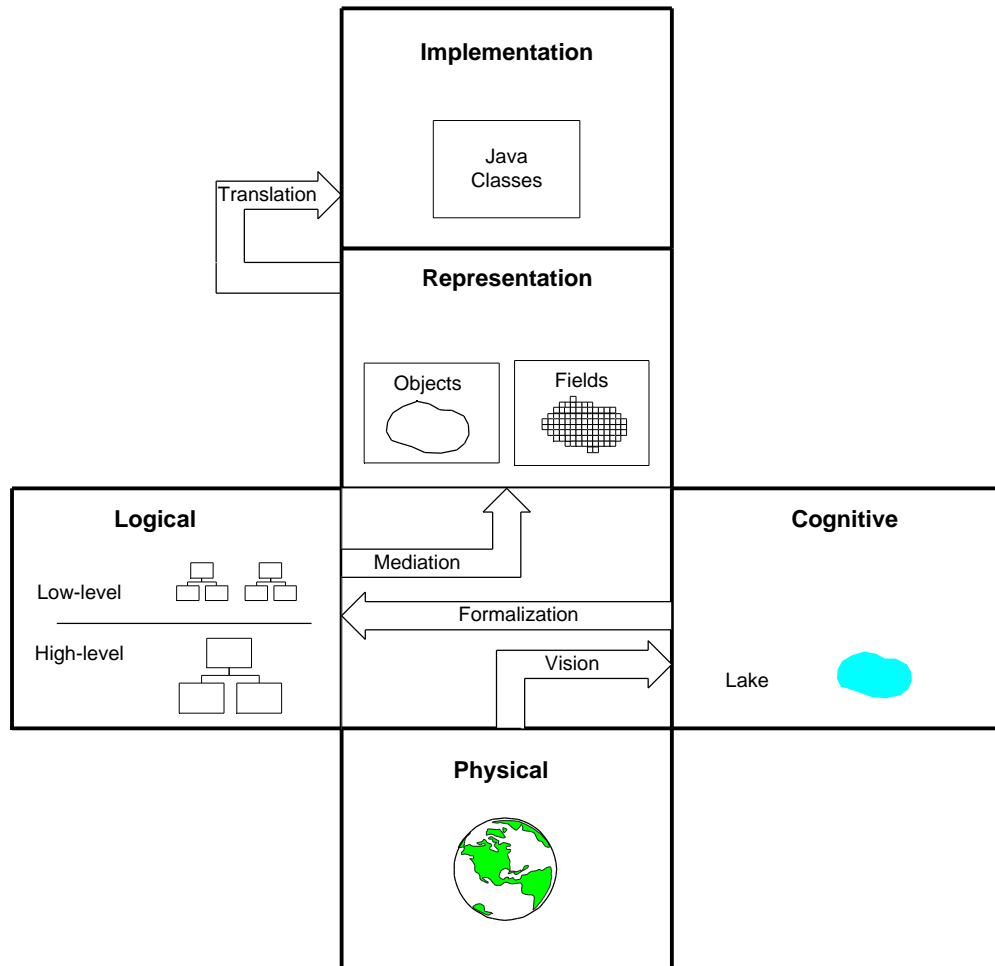 Implementation
Java
Classes
Translation
Representation
Objects
Fields
Logical
Cognitive
Mediation
Low-level
Formalization
High-level
Vision
Lake
Physical